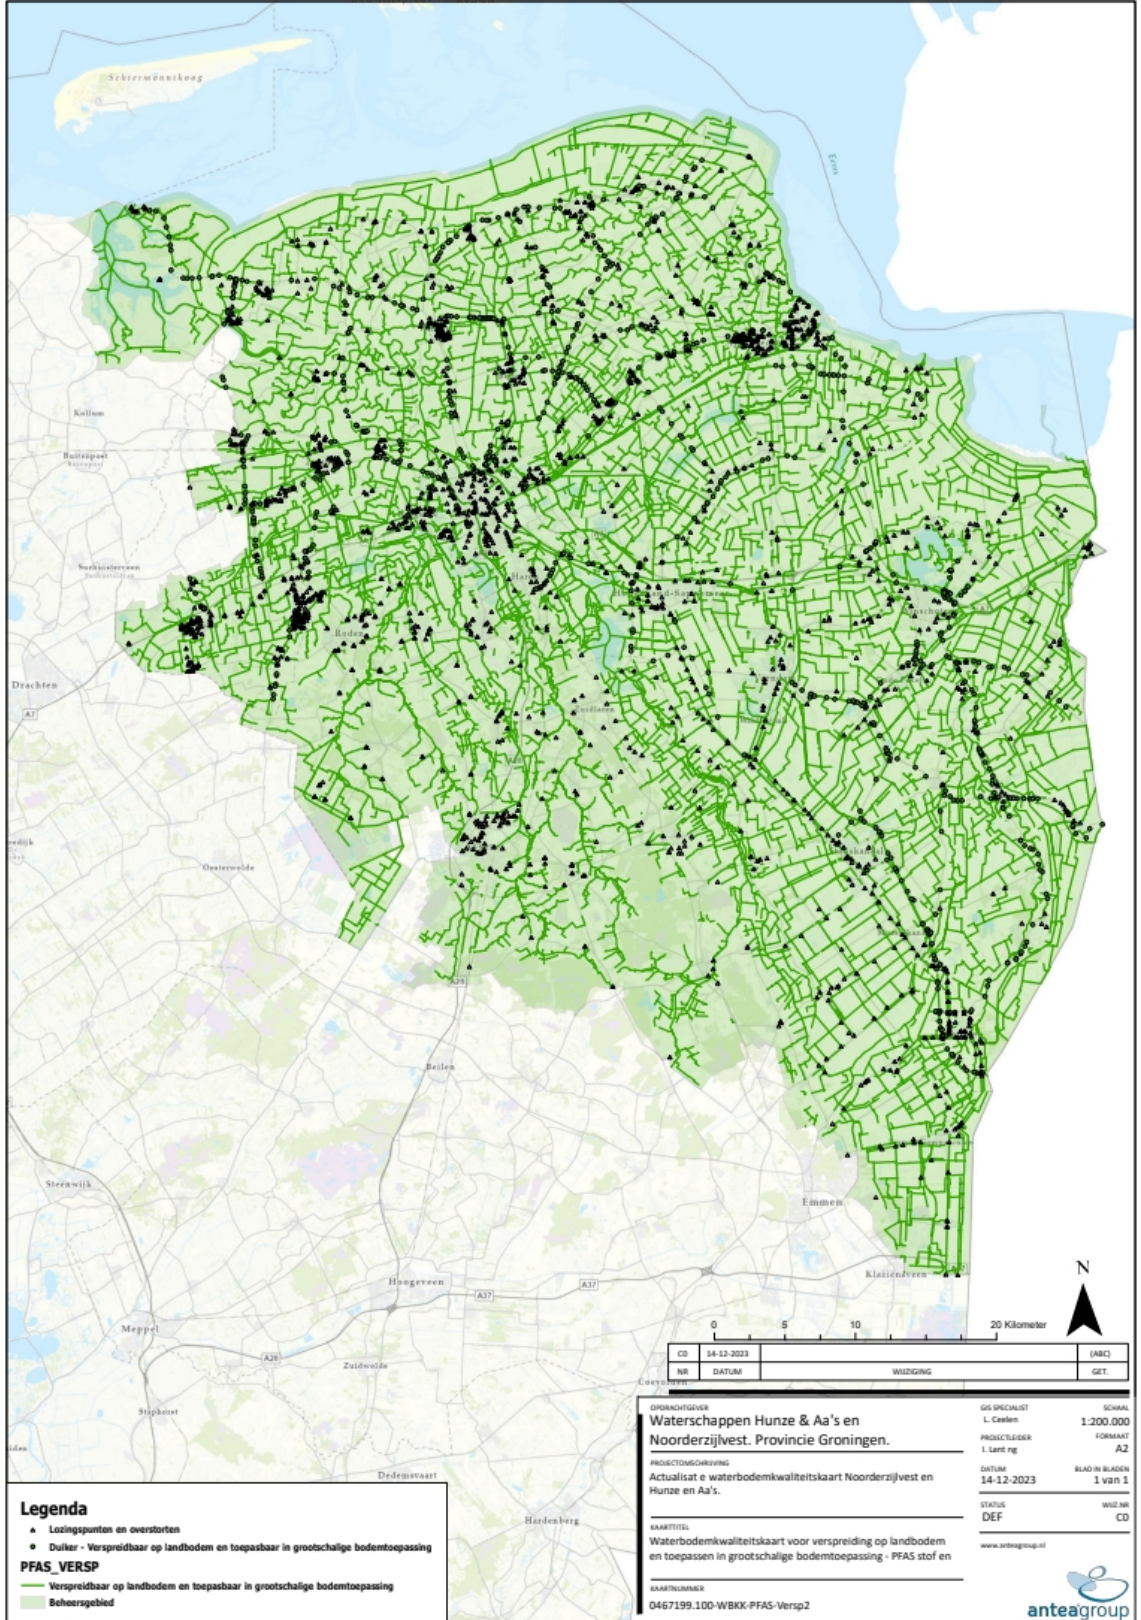 Schiermonnikoog
Eems
Kollum
Buitenpost
Surhuisterveen
Drachten
A7
Roden
Zuidlaren
Oosterwolde
A28
Beilen
Steenwijk
Emmen
Klazienaveen
Hoogeveen
A37
A37
Meppel
A28
Zuidwolde
Coevorden
Staphorst
Dedemsvaart
Hardenberg
N
0 5 10 20 Kilometer
C0 14-12-2023 (ABC)
NR DATUM WIJZIGING GET.
OPDRACHTGEVER
Waterschappen Hunze & Aa's en
Noorderzijlvest. Provincie Groningen.
PROJECTOMSCHRIJVING
Actualisat e waterbodemkwaliteitskaart Noorderzijlvest en
Hunze en Aa's.
KAARTTITEL
Waterbodemkwaliteitskaart voor verspreiding op landbodem
en toepassen in grootschalige bodemtoepassing - PFAS stof en
KAARTNUMMER
0467199.100-WBKK-PFAS-Versp2
GIS SPECIALIST
L. Ceelen
SCHAAL
1:200.000
PROJECTLEIDER
I. Lant ng
FORMAAT
A2
DATUM
14-12-2023
BLAD IN BLADEN
1 van 1
STATUS
DEF
WIJZ.NR
C0
www.anteagroup.nl
anteagroup
Legenda
Lozingspunten en overstorten
Duiker - Verspreidbaar op landbodem en toepasbaar in grootschalige bodemtoepassing
PFAS_VERSP
Verspreidbaar op landbodem en toepasbaar in grootschalige bodemtoepassing
Beheersgebied